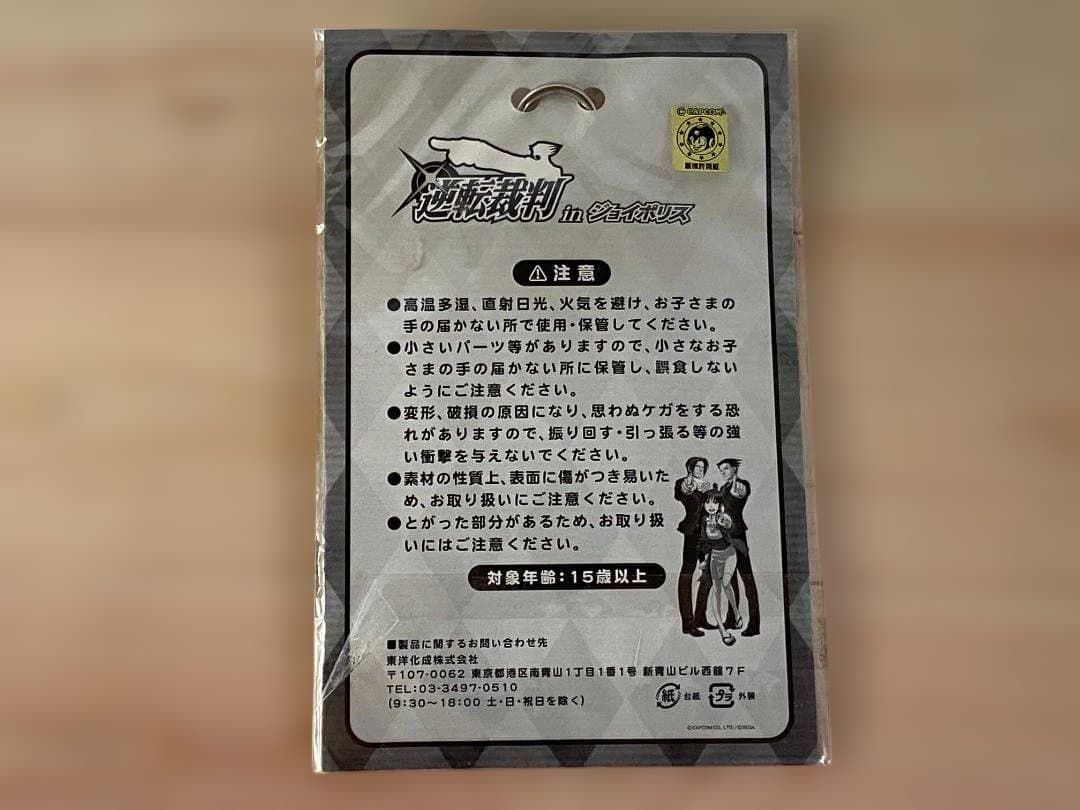 © CAPCOM
版権許諾証
逆転裁判 in ジョイポリス
⚠注意
●高温多湿、直射日光、火気を避け、お子さまの
手の届かない所で使用・保管してください。
●小さいパーツ等がありますので、小さなお子
さまの手の届かない所に保管し、誤食しない
ようにご注意ください。
●変形、破損の原因になり、思わぬケガをする恐
れがありますので、振り回す・引っ張る等の強
い衝撃を与えないでください。
●素材の性質上、表面に傷がつき易いた
め、お取り扱いにご注意ください。
●とがった部分があるため、お取り扱
いにはご注意ください。
対象年齢：15歳以上
■製品に関するお問い合わせ先
東洋化成株式会社
〒107-0062 東京都港区南青山1丁目1番1号 新青山ビル西館7F
TEL:03-3497-0510
(9:30～18:00 土・日・祝日を除く)
紙 台紙 プラ 外装
©CAPCOM CO., LTD. ©SEGA